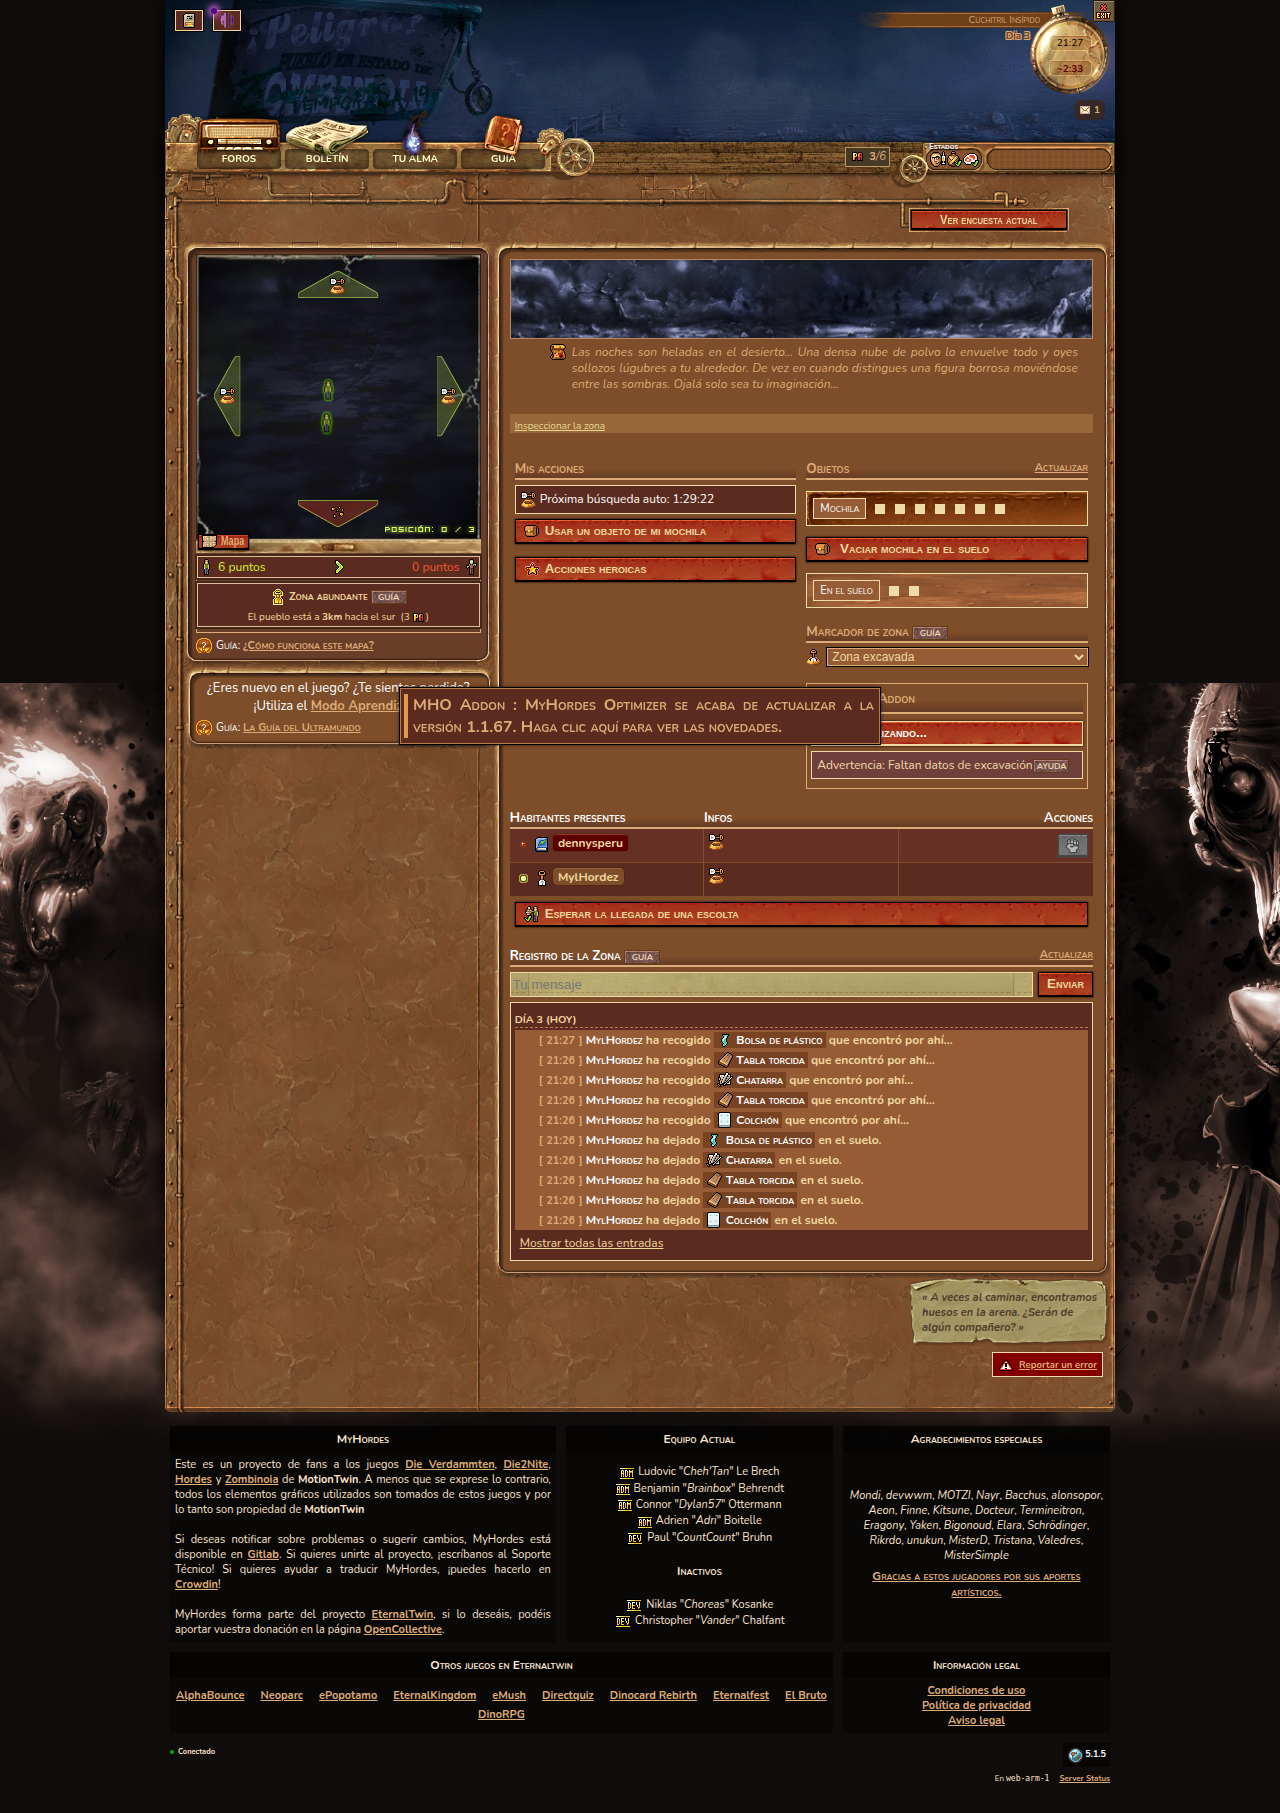 ¡Peligro!
PUEBLO EN ESTADO DE
Cuchitril Insípido
EXIT
Día 3
21:27
~2:33
1
FOROS
BOLETÍN
TU ALMA
GUÍA
PA 3/6
Estados
Ver encuesta actual
Las noches son heladas en el desierto... Una densa nube de polvo lo envuelve todo y oyes
sollozos lúgubres a tu alrededor. De vez en cuando distingues una figura borrosa moviéndose
entre las sombras. Ojalá solo sea tu imaginación...
Inspeccionar la zona
POSICIÓN: 0 / 3
Mapa
6 puntos
0 puntos
Zona abundante GUÍA
El pueblo está a 3km hacia el sur (3 PA)
Guía: ¿Cómo funciona este mapa?
¿Eres nuevo en el juego? ¿Te sientes perdido?
¡Utiliza el Modo Aprendiz
Guía: La Guía del Ultramundo
Mis acciones
Próxima búsqueda auto: 1:29:22
Usar un objeto de mi mochila
Acciones heroicas
Objetos
Actualizar
Mochila
Vaciar mochila en el suelo
En el suelo
Marcador de zona GUÍA
Zona excavada
MHO Addon : MyHordes Optimizer se acaba de actualizar a la
versión 1.1.67. Haga clic aquí para ver las novedades.
Addon
izando...
Advertencia: Faltan datos de excavación AYUDA
Habitantes presentes
Infos
Acciones
dennysperu
MylHordez
Esperar la llegada de una escolta
Registro de la Zona GUÍA
Actualizar
Tu mensaje
Enviar
DÍA 3 (HOY)
[ 21:27 ] MylHordez ha recogido Bolsa de plástico que encontró por ahí...
[ 21:26 ] MylHordez ha recogido Tabla torcida que encontró por ahí...
[ 21:26 ] MylHordez ha recogido Chatarra que encontró por ahí...
[ 21:26 ] MylHordez ha recogido Tabla torcida que encontró por ahí...
[ 21:26 ] MylHordez ha recogido Colchón que encontró por ahí...
[ 21:26 ] MylHordez ha dejado Bolsa de plástico en el suelo.
[ 21:26 ] MylHordez ha dejado Chatarra en el suelo.
[ 21:26 ] MylHordez ha dejado Tabla torcida en el suelo.
[ 21:26 ] MylHordez ha dejado Tabla torcida en el suelo.
[ 21:26 ] MylHordez ha dejado Colchón en el suelo.
Mostrar todas las entradas
« A veces al caminar, encontramos
huesos en la arena. ¿Serán de
algún compañero? »
Reportar un error
MyHordes
Este es un proyecto de fans a los juegos Die Verdammten, Die2Nite,
Hordes y Zombinoia de MotionTwin. A menos que se exprese lo contrario,
todos los elementos gráficos utilizados son tomados de estos juegos y por
lo tanto son propiedad de MotionTwin
Si deseas notificar sobre problemas o sugerir cambios, MyHordes está
disponible en Gitlab. Si quieres unirte al proyecto, ¡escríbanos al Soporte
Técnico! Si quieres ayudar a traducir MyHordes, ¡puedes hacerlo en
Crowdin!
MyHordes forma parte del proyecto EternalTwin, si lo deseáis, podéis
aportar vuestra donación en la página OpenCollective.
Equipo Actual
ADM Ludovic "Cheh'Tan" Le Brech
ADM Benjamin "Brainbox" Behrendt
ADM Connor "Dylan57" Ottermann
ADM Adrien "Adri" Boitelle
DEV Paul "CountCount" Bruhn
Inactivos
DEV Niklas "Choreas" Kosanke
DEV Christopher "Vander" Chalfant
Agradecimientos especiales
Mondi, devwwm, MOTZI, Nayr, Bacchus, alonsopor,
Aeon, Finne, Kitsune, Docteur, Termineitron,
Eragony, Yaken, Bigonoud, Elara, Schrödinger,
Rikrdo, unukun, MisterD, Tristana, Valedres,
MisterSimple
Gracias a estos jugadores por sus aportes
artísticos.
Otros juegos en Eternaltwin
AlphaBounce Neoparc ePopotamo EternalKingdom eMush Directquiz Dinocard Rebirth Eternalfest El Bruto
DinoRPG
Información legal
Condiciones de uso
Política de privacidad
Aviso legal
Conectado
5.1.5
En web-arm-1 Server Status